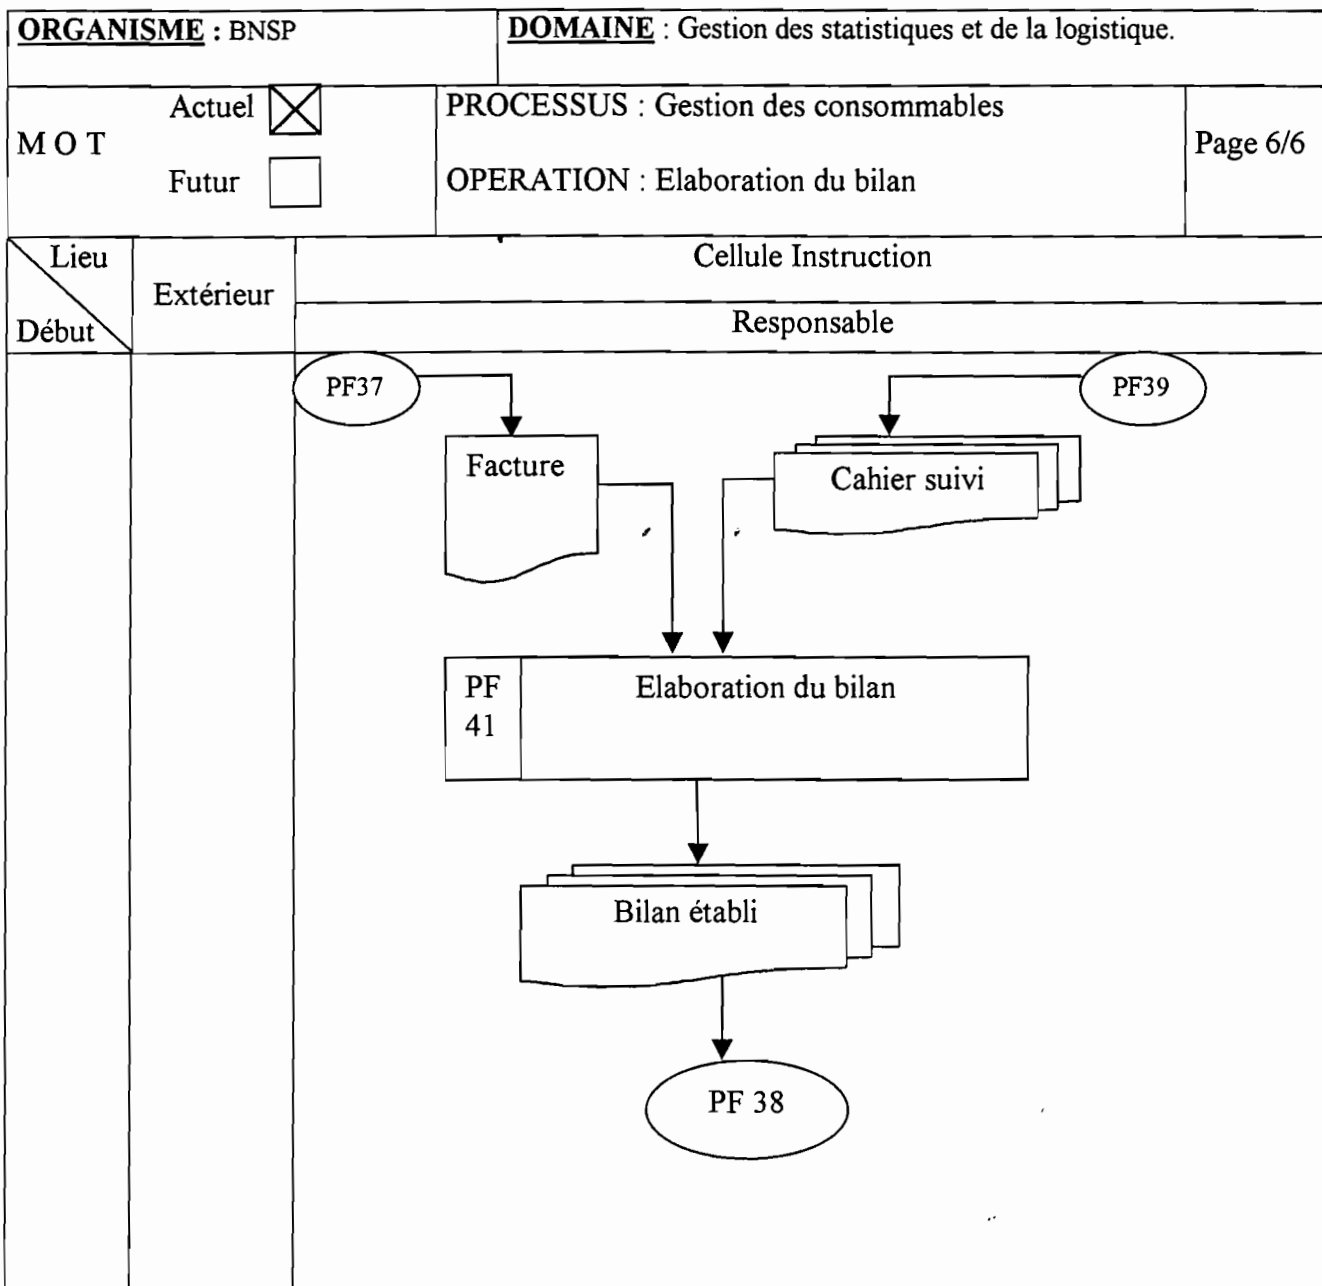 ORGANISME : BNSP
DOMAINE : Gestion des statistiques et de la logistique.
M O T
Actuel
Futur
PROCESSUS : Gestion des consommables
OPERATION : Elaboration du bilan
Page 6/6
Lieu
Début
Extérieur
Cellule Instruction
Responsable
PF37
PF39
Facture
Cahier suivi
PF
41
Elaboration du bilan
Bilan établi
PF 38